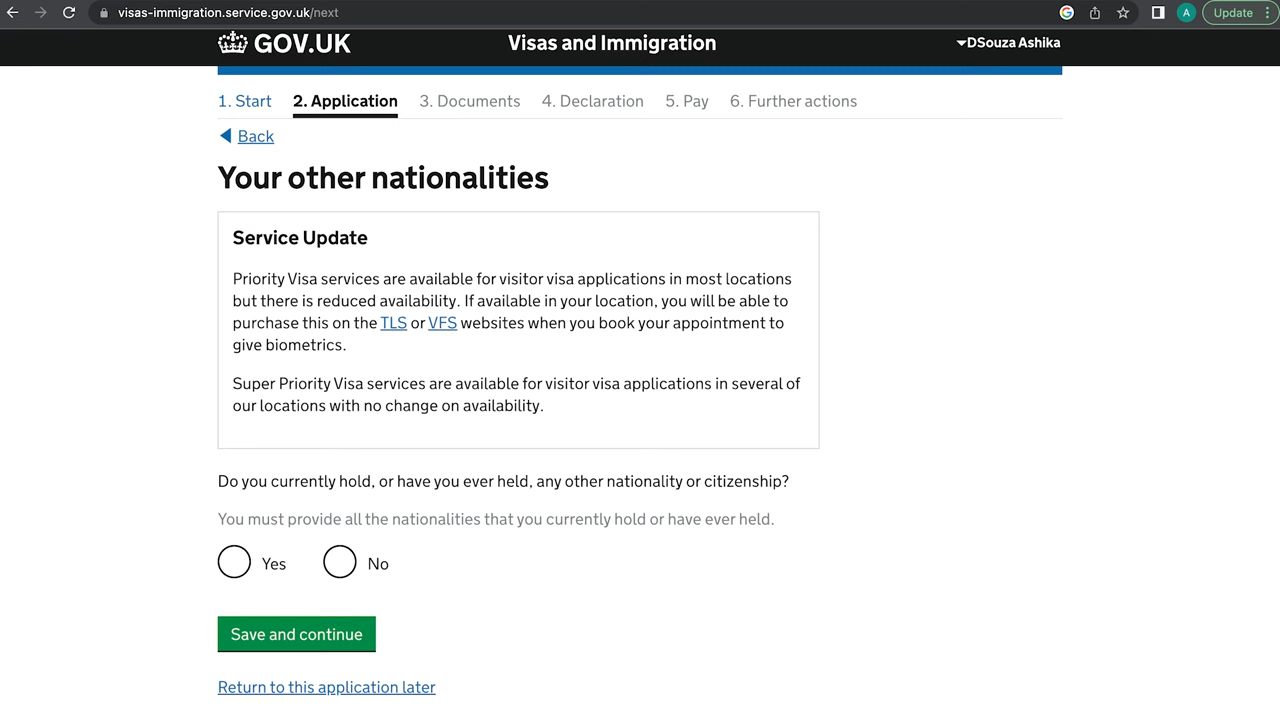 visas-immigration.service.gov.uk/next
A
Update
GOV.UK
Visas and Immigration
DSouza Ashika
1. Start 2. Application 3. Documents 4. Declaration 5. Pay 6. Further actions
Back
Your other nationalities
Service Update
Priority Visa services are available for visitor visa applications in most locations
but there is reduced availability. If available in your location, you will be able to
purchase this on the TLS or VFS websites when you book your appointment to
give biometrics.
Super Priority Visa services are available for visitor visa applications in several of
our locations with no change on availability.
Do you currently hold, or have you ever held, any other nationality or citizenship?
You must provide all the nationalities that you currently hold or have ever held.
Yes No
Save and continue
Return to this application later